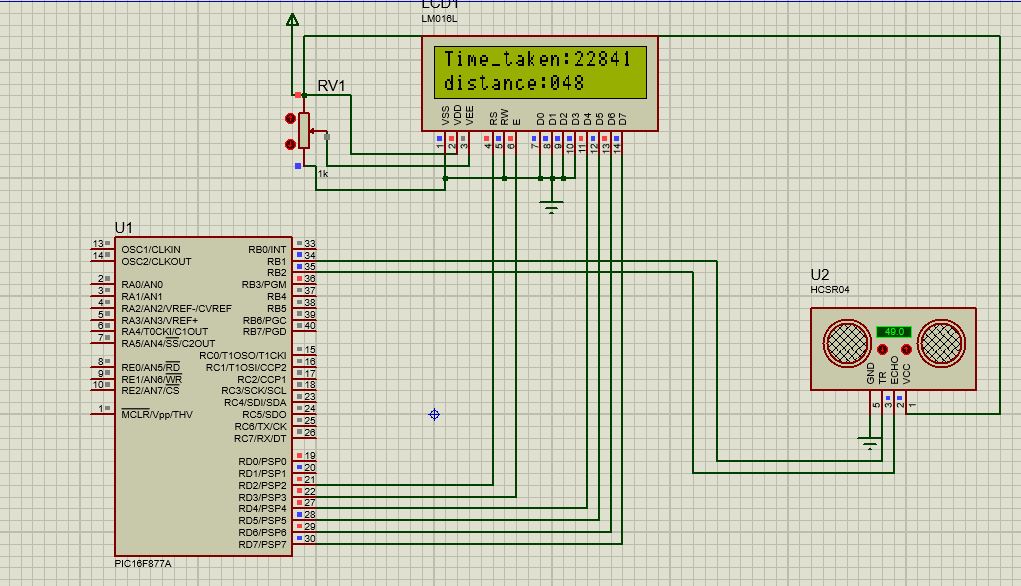 LCD1
LM016L
Time_taken:22841
distance:048
RV1
VSS VDD VEE RS RW E D0 D1 D2 D3 D4 D5 D6 D7
1 2 3 4 5 6 7 8 9 10 11 12 13 14
1k
U1
13 OSC1/CLKIN RB0/INT 33
14 OSC2/CLKOUT RB1 34
RB2 35
2 RA0/AN0 RB3/PGM 36
3 RA1/AN1 RB4 37
4 RA2/AN2/VREF-/CVREF RB5 38
5 RA3/AN3/VREF+ RB6/PGC 39
6 RA4/T0CKI/C1OUT RB7/PGD 40
7 RA5/AN4/SS/C2OUT
RC0/T1OSO/T1CKI 15
8 RE0/AN5/RD RC1/T1OSI/CCP2 16
9 RE1/AN6/WR RC2/CCP1 17
10 RE2/AN7/CS RC3/SCK/SCL 18
RC4/SDI/SDA 23
1 MCLR/Vpp/THV RC5/SDO 24
RC6/TX/CK 25
RC7/RX/DT 26
RD0/PSP0 19
RD1/PSP1 20
RD2/PSP2 21
RD3/PSP3 22
RD4/PSP4 27
RD5/PSP5 28
RD6/PSP6 29
RD7/PSP7 30
PIC16F877A
U2
HCSR04
49.0
GND TR ECHO VCC
5 3 2 1